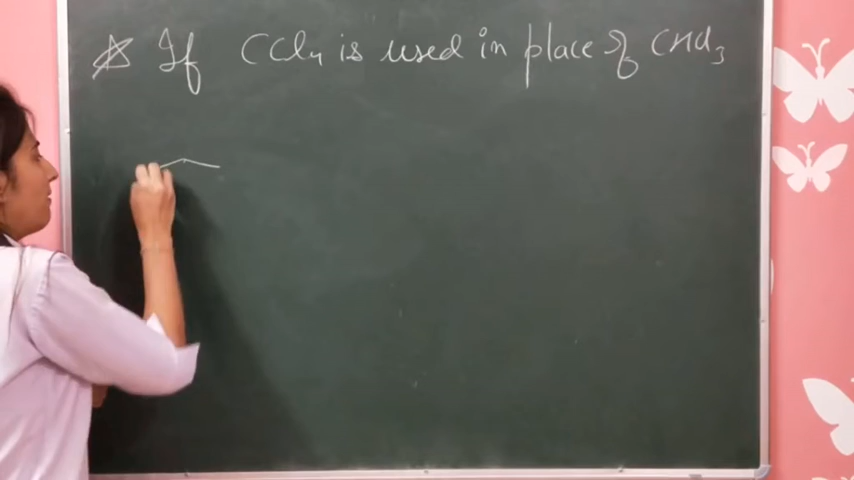 ☆ If CCl4 is used in place of CHCl3